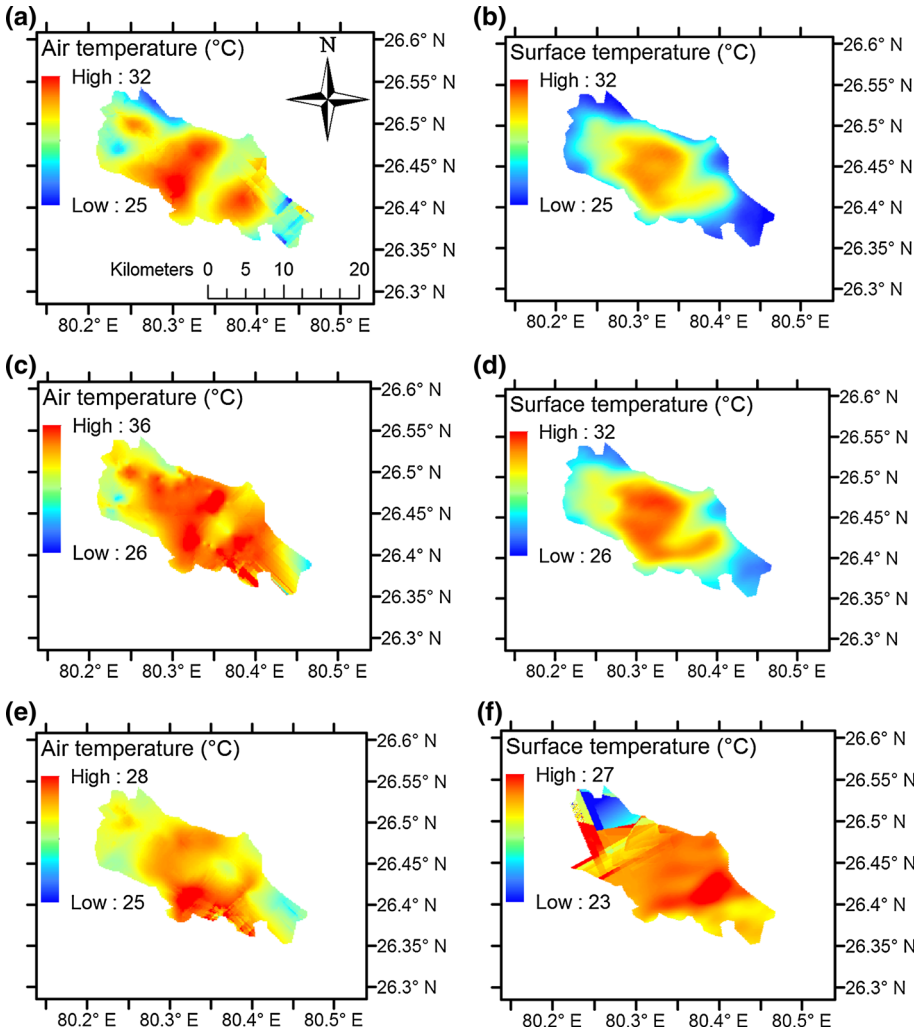 (a)
Air temperature (°C)
High : 32
Low : 25
N
Kilometers 0 5 10 20
26.6° N
26.55° N
26.5° N
26.45° N
26.4° N
26.35° N
26.3° N
80.2° E 80.3° E 80.4° E 80.5° E
(b)
Surface temperature (°C)
High : 32
Low : 25
26.6° N
26.55° N
26.5° N
26.45° N
26.4° N
26.35° N
26.3° N
80.2° E 80.3° E 80.4° E 80.5° E
(c)
Air temperature (°C)
High : 36
Low : 26
26.6° N
26.55° N
26.5° N
26.45° N
26.4° N
26.35° N
26.3° N
80.2° E 80.3° E 80.4° E 80.5° E
(d)
Surface temperature (°C)
High : 32
Low : 26
26.6° N
26.55° N
26.5° N
26.45° N
26.4° N
26.35° N
26.3° N
80.2° E 80.3° E 80.4° E 80.5° E
(e)
Air temperature (°C)
High : 28
Low : 25
26.6° N
26.55° N
26.5° N
26.45° N
26.4° N
26.35° N
26.3° N
80.2° E 80.3° E 80.4° E 80.5° E
(f)
Surface temperature (°C)
High : 27
Low : 23
26.6° N
26.55° N
26.5° N
26.45° N
26.4° N
26.35° N
26.3° N
80.2° E 80.3° E 80.4° E 80.5° E